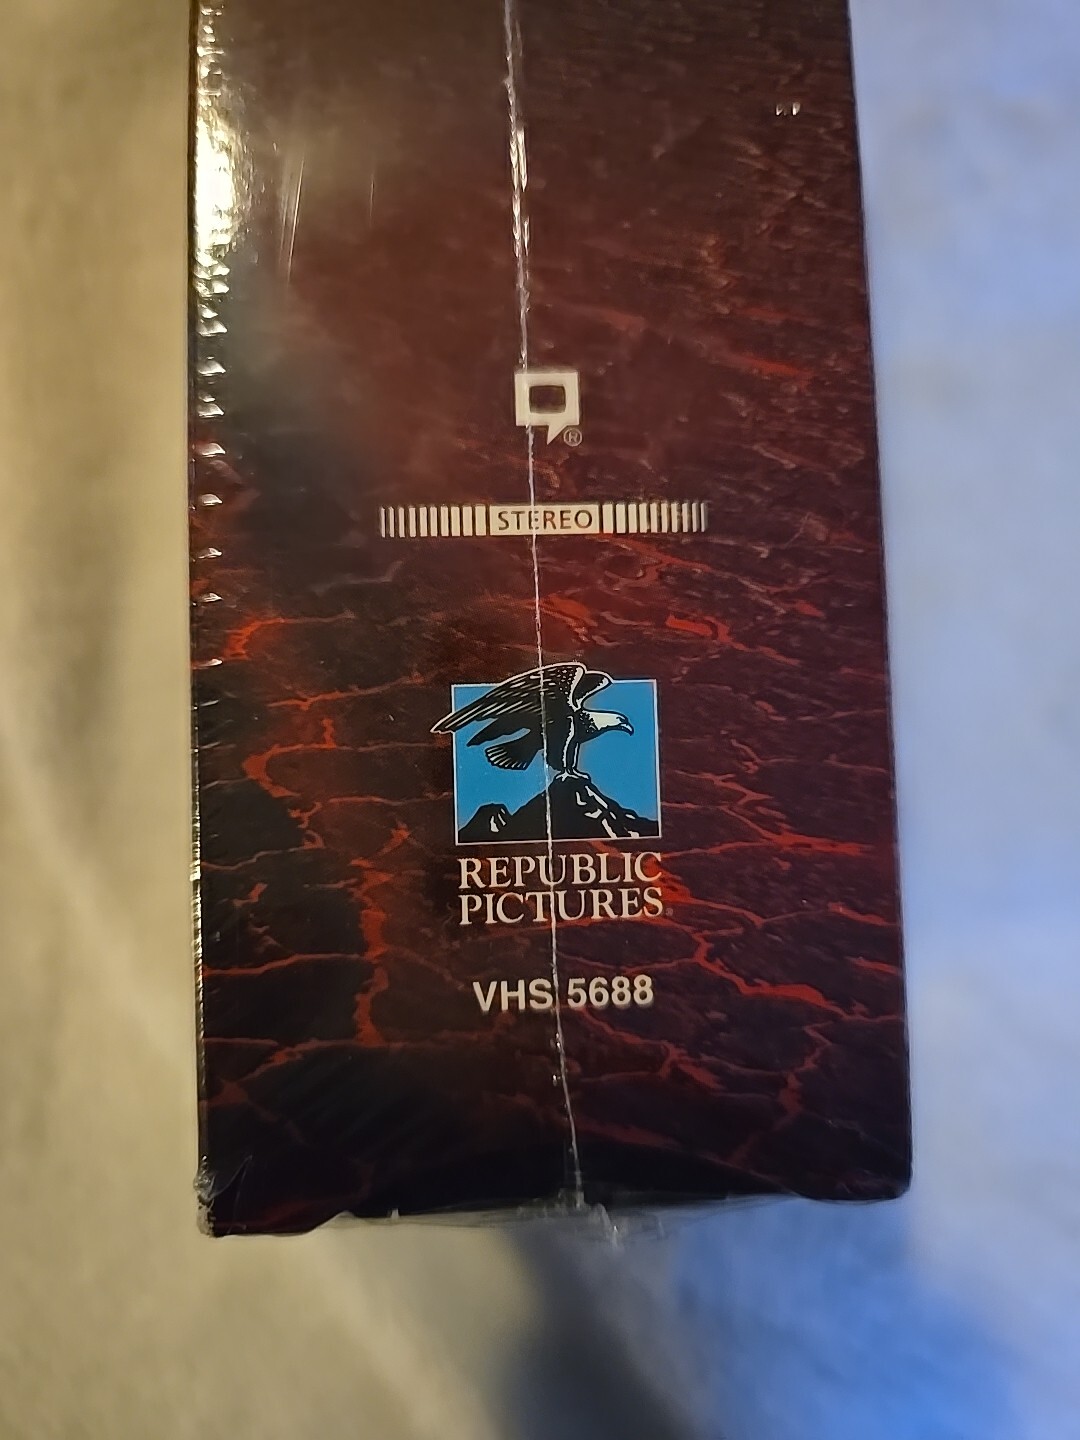 ®
STEREO
REPUBLIC
PICTURES®
VHS 5688